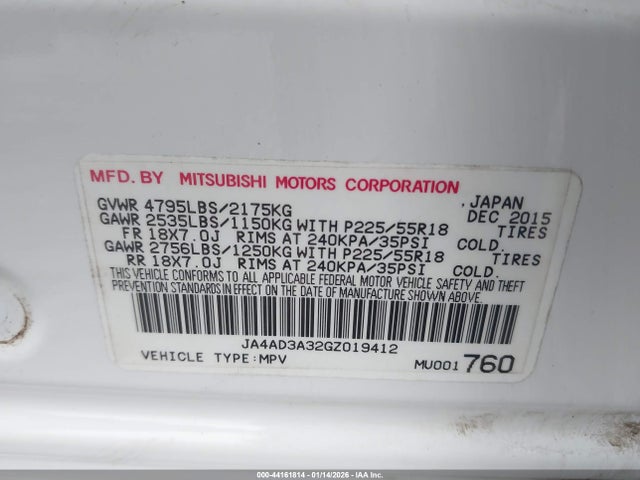 MFD. BY MITSUBISHI MOTORS CORPORATION , JAPAN
GVWR 4795LBS/2175KG DEC 2015
GAWR 2535LBS/1150KG WITH P225/55R18 TIRES
FR 18X7.0J RIMS AT 240KPA/35PSI COLD.
GAWR 2756LBS/1250KG WITH P225/55R18 TIRES
RR 18X7.0J RIMS AT 240KPA/35PSI COLD.
THIS VEHICLE CONFORMS TO ALL APPLICABLE FEDERAL MOTOR VEHICLE SAFETY AND THEFT
PREVENTION STANDARDS IN EFFECT ON THE DATE OF MANUFACTURE SHOWN ABOVE.
JA4AD3A32GZ019412
VEHICLE TYPE:MPV MU001760
000-44161814 - 01/14/2026 - IAA Inc.